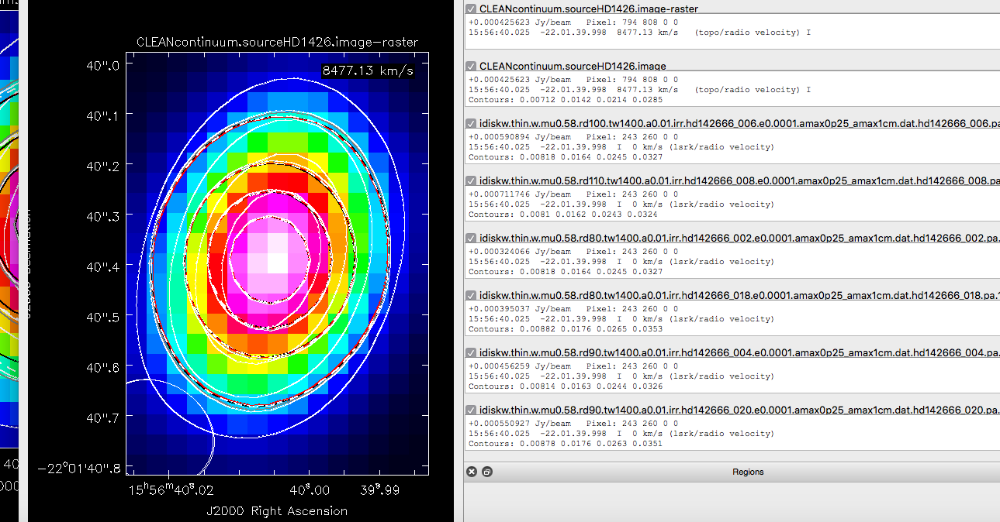 CLEANcontinuum.sourceHD1426.image-raster
8477.13 km/s
40".0
40".1
40".2
40".3
40".4
40".5
40".6
40".7
-22°01'40".8
15h56m40s.02
40s.00
39s.99
J2000 Right Ascension
CLEANcontinuum.sourceHD1426.image-raster
+0.000425623 Jy/beam Pixel: 794 808 0 0
15:56:40.025 -22.01.39.998 8477.13 km/s (topo/radio velocity) I
CLEANcontinuum.sourceHD1426.image
+0.000425623 Jy/beam Pixel: 794 808 0 0
15:56:40.025 -22.01.39.998 8477.13 km/s (topo/radio velocity) I
Contours: 0.00712 0.0142 0.0214 0.0285
idiskw.thin.w.mu0.58.rd100.tw1400.a0.01.irr.hd142666_006.e0.0001.amax0p25_amax1cm.dat.hd142666_006.pa
+0.000590894 Jy/beam Pixel: 243 260 0 0
15:56:40.025 -22.01.39.998 I 0 km/s (lsrk/radio velocity)
Contours: 0.00818 0.0164 0.0245 0.0327
idiskw.thin.w.mu0.58.rd110.tw1400.a0.01.irr.hd142666_008.e0.0001.amax0p25_amax1cm.dat.hd142666_008.pa
+0.000711746 Jy/beam Pixel: 243 260 0 0
15:56:40.025 -22.01.39.998 I 0 km/s (lsrk/radio velocity)
Contours: 0.0081 0.0162 0.0243 0.0324
idiskw.thin.w.mu0.58.rd80.tw1400.a0.01.irr.hd142666_002.e0.0001.amax0p25_amax1cm.dat.hd142666_002.pa.
+0.000324066 Jy/beam Pixel: 243 260 0 0
15:56:40.025 -22.01.39.998 I 0 km/s (lsrk/radio velocity)
Contours: 0.00818 0.0164 0.0245 0.0327
idiskw.thin.w.mu0.58.rd80.tw1400.a0.01.irr.hd142666_018.e0.0001.amax0p25_amax1cm.dat.hd142666_018.pa.1
+0.000395037 Jy/beam Pixel: 243 260 0 0
15:56:40.025 -22.01.39.998 I 0 km/s (lsrk/radio velocity)
Contours: 0.00882 0.0176 0.0265 0.0353
idiskw.thin.w.mu0.58.rd90.tw1400.a0.01.irr.hd142666_004.e0.0001.amax0p25_amax1cm.dat.hd142666_004.pa.
+0.000456259 Jy/beam Pixel: 243 260 0 0
15:56:40.025 -22.01.39.998 I 0 km/s (lsrk/radio velocity)
Contours: 0.00814 0.0163 0.0244 0.0326
idiskw.thin.w.mu0.58.rd90.tw1400.a0.01.irr.hd142666_020.e0.0001.amax0p25_amax1cm.dat.hd142666_020.pa.
+0.000550927 Jy/beam Pixel: 243 260 0 0
15:56:40.025 -22.01.39.998 I 0 km/s (lsrk/radio velocity)
Contours: 0.00878 0.0176 0.0263 0.0351
Regions